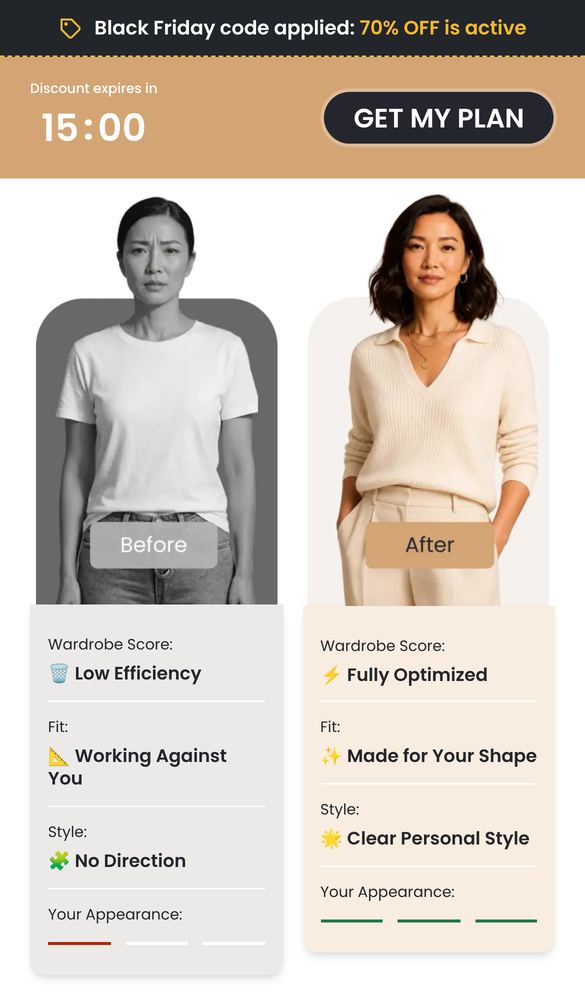 Black Friday code applied: 70% OFF is active
Discount expires in
15:00
GET MY PLAN
Before
Wardrobe Score:
🗑️ Low Efficiency
Fit:
📐 Working Against
You
Style:
🧩 No Direction
Your Appearance:
After
Wardrobe Score:
⚡ Fully Optimized
Fit:
✨ Made for Your Shape
Style:
🌟 Clear Personal Style
Your Appearance: